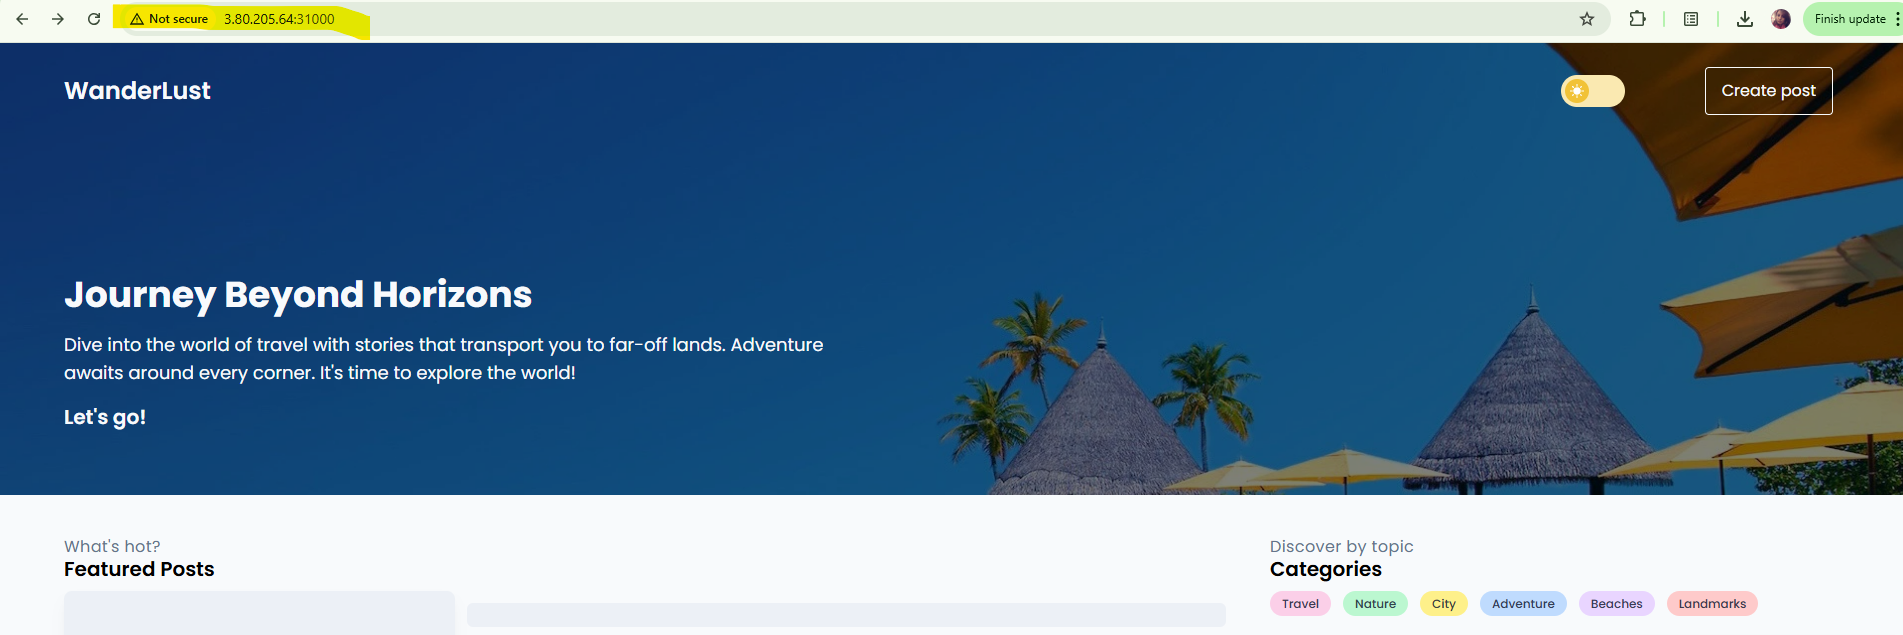 Not secure 3.80.205.64:31000
Finish update
WanderLust
Create post
Journey Beyond Horizons
Dive into the world of travel with stories that transport you to far-off lands. Adventure
awaits around every corner. It's time to explore the world!
Let's go!
What's hot?
Featured Posts
Discover by topic
Categories
Travel Nature City Adventure Beaches Landmarks